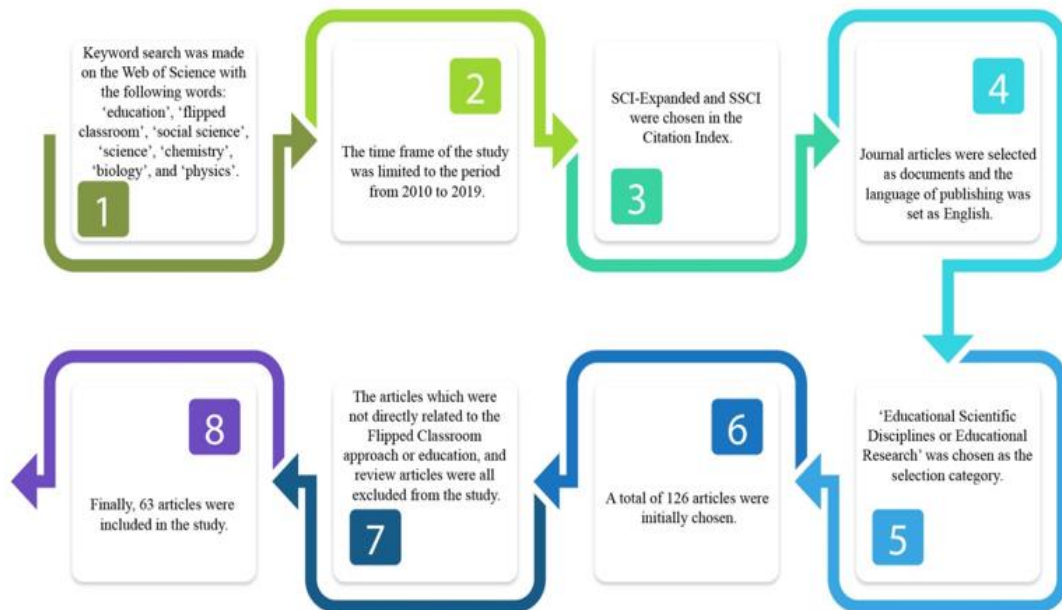 Keyword search was made
on the Web of Science with
the following words:
‘education’, ‘flipped
classroom’, ‘social science’,
‘science’, ‘chemistry’,
‘biology’, and ‘physics’.
1
2
The time frame of the study
was limited to the period
from 2010 to 2019.
SCI-Expanded and SSCI
were chosen in the
Citation Index.
3
4
Journal articles were selected
as documents and the
language of publishing was
set as English.
‘Educational Scientific
Disciplines or Educational
Research’ was chosen as the
selection category.
5
6
A total of 126 articles were
initially chosen.
The articles which were
not directly related to the
Flipped Classroom
approach or education, and
review articles were all
excluded from the study.
7
8
Finally, 63 articles were
included in the study.